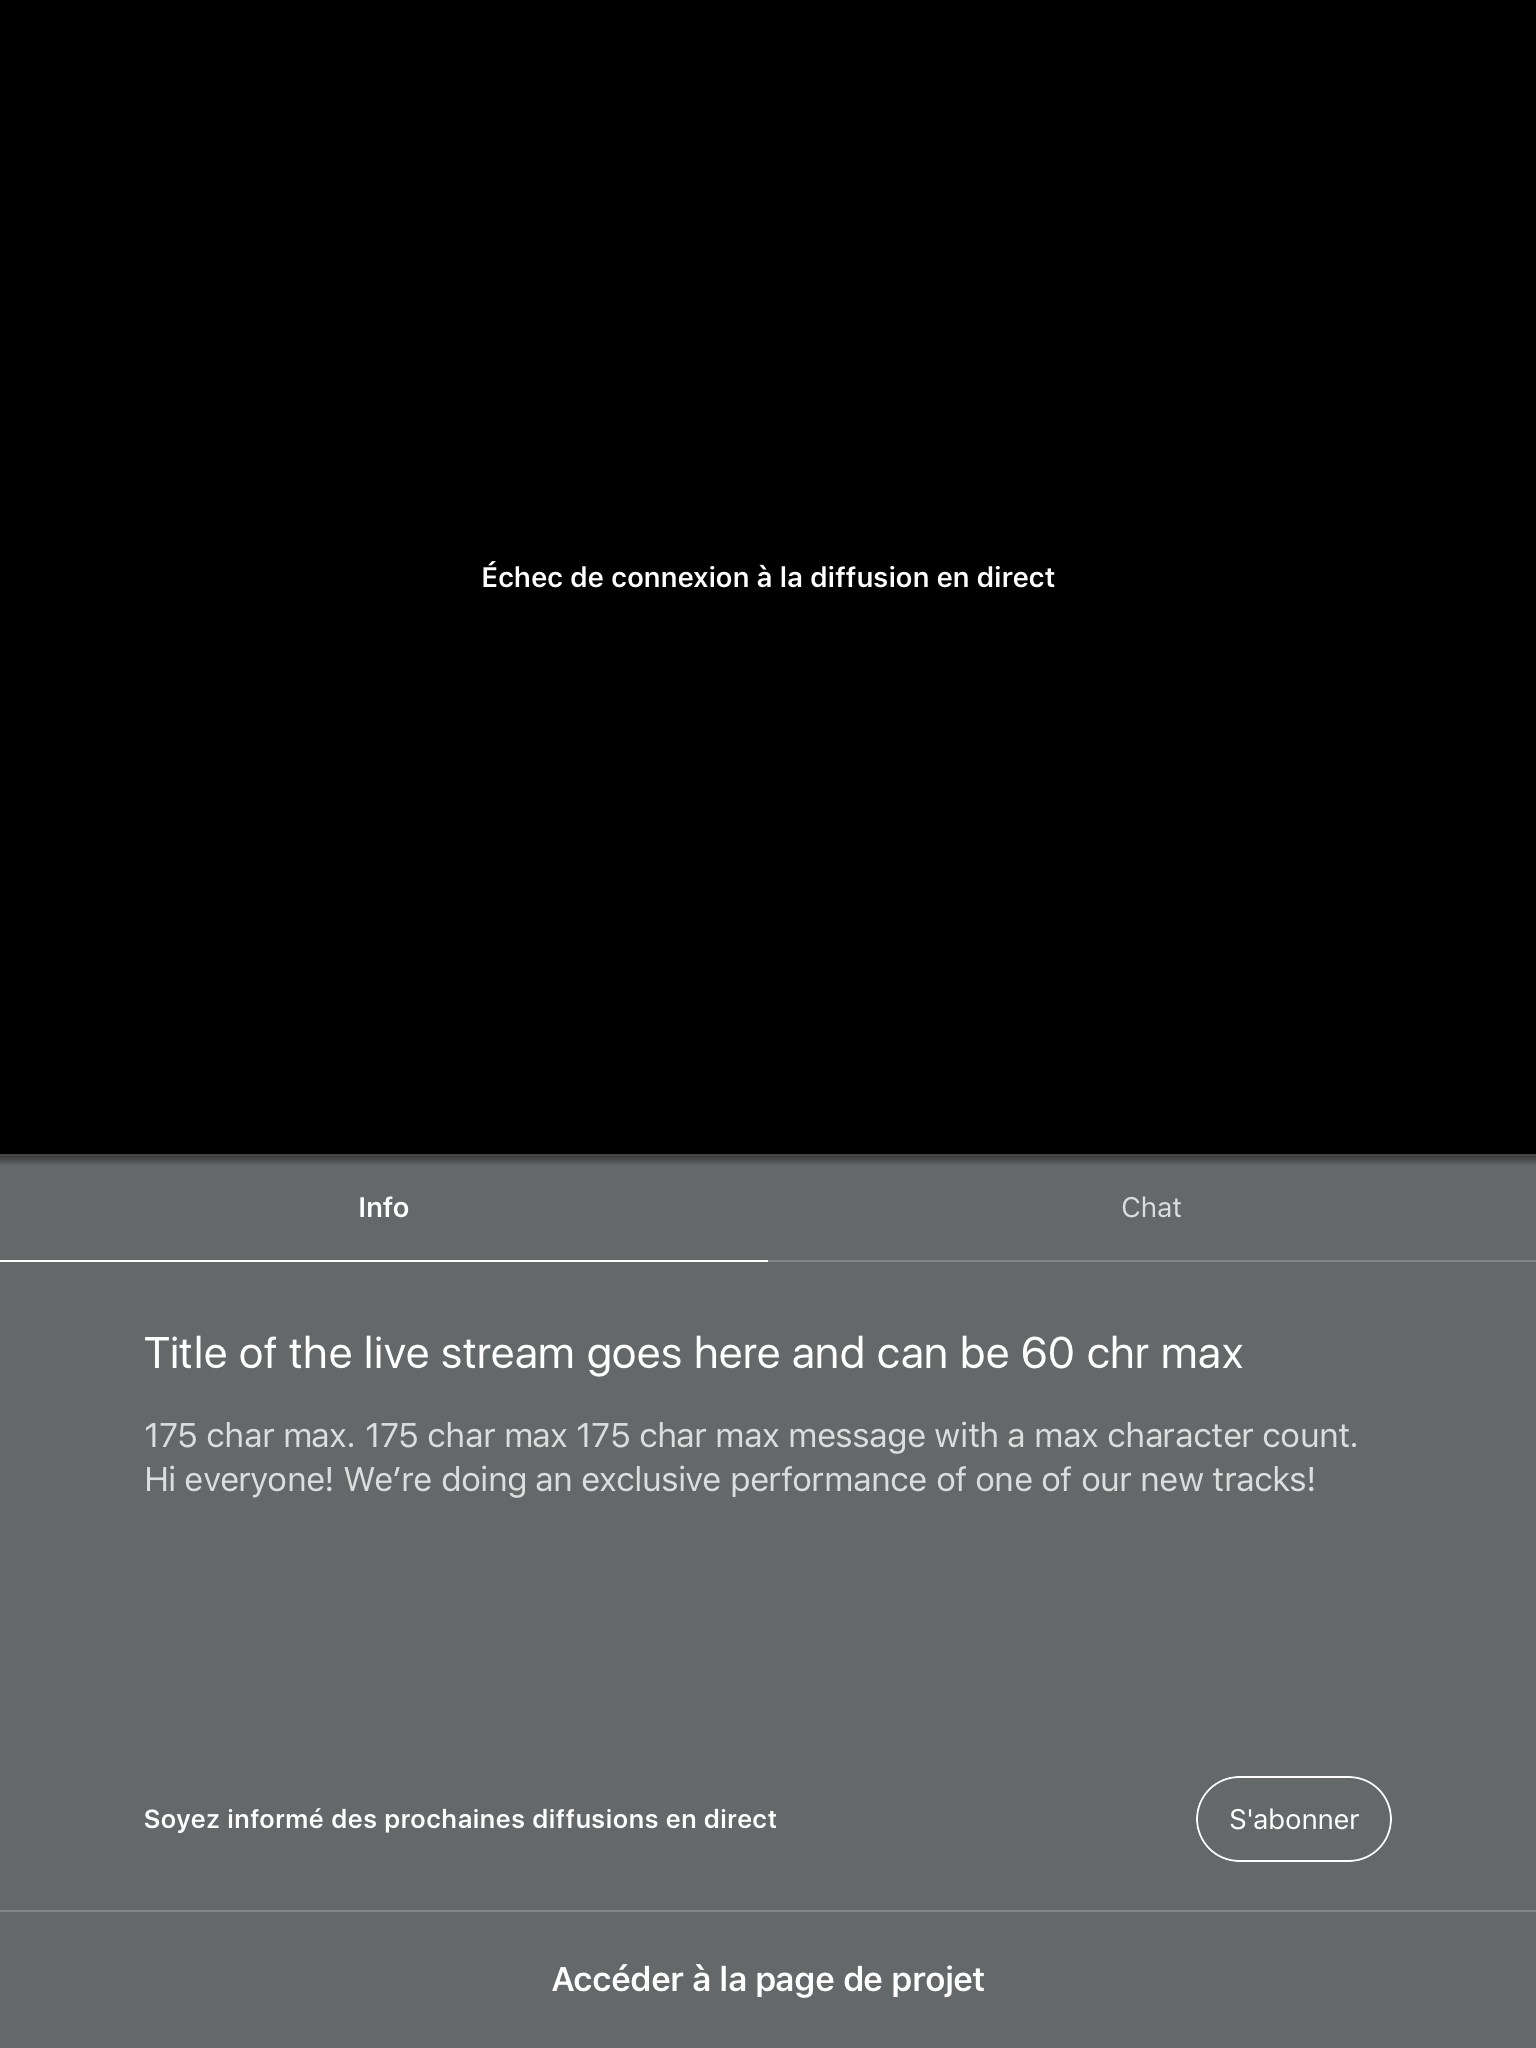 Échec de connexion à la diffusion en direct
Info
Chat
Title of the live stream goes here and can be 60 chr max
175 char max. 175 char max 175 char max message with a max character count.
Hi everyone! We’re doing an exclusive performance of one of our new tracks!
Soyez informé des prochaines diffusions en direct
S'abonner
Accéder à la page de projet